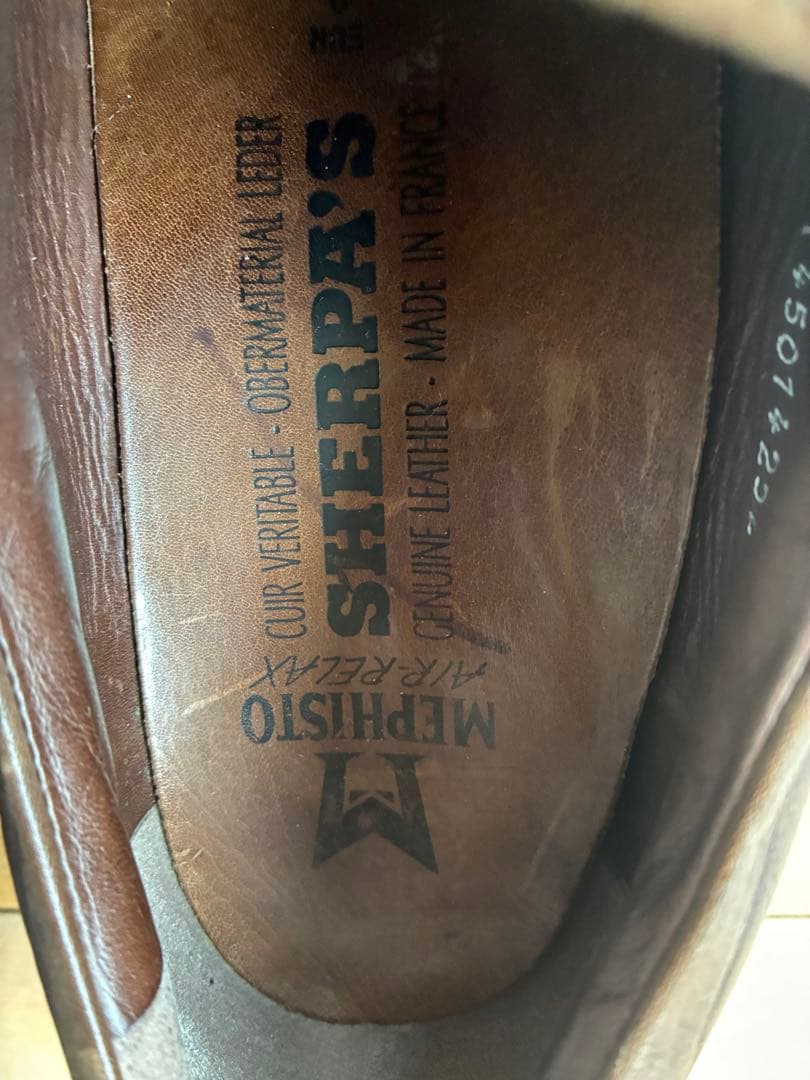 CUIR VERITABLE - OBERMATERIAL LEDER
SHERPA'S
GENUINE LEATHER - MADE IN FRANCE
MEPHISTO
AIR-RELAX